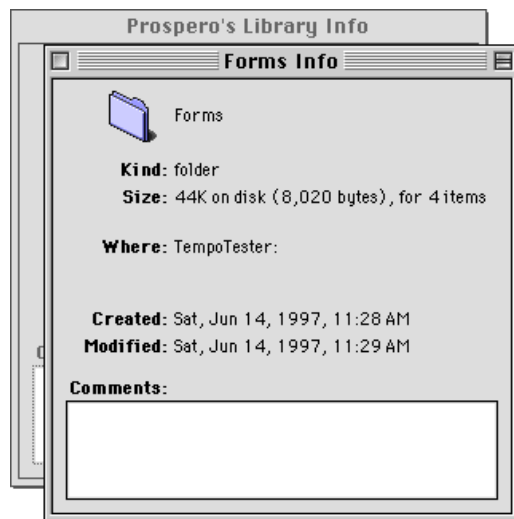 Prospero's Library Info
Forms Info
Forms
Kind: folder
Size: 44K on disk (8,020 bytes), for 4 items
Where: TempoTester:
Created: Sat, Jun 14, 1997, 11:28 AM
Modified: Sat, Jun 14, 1997, 11:29 AM
Comments: